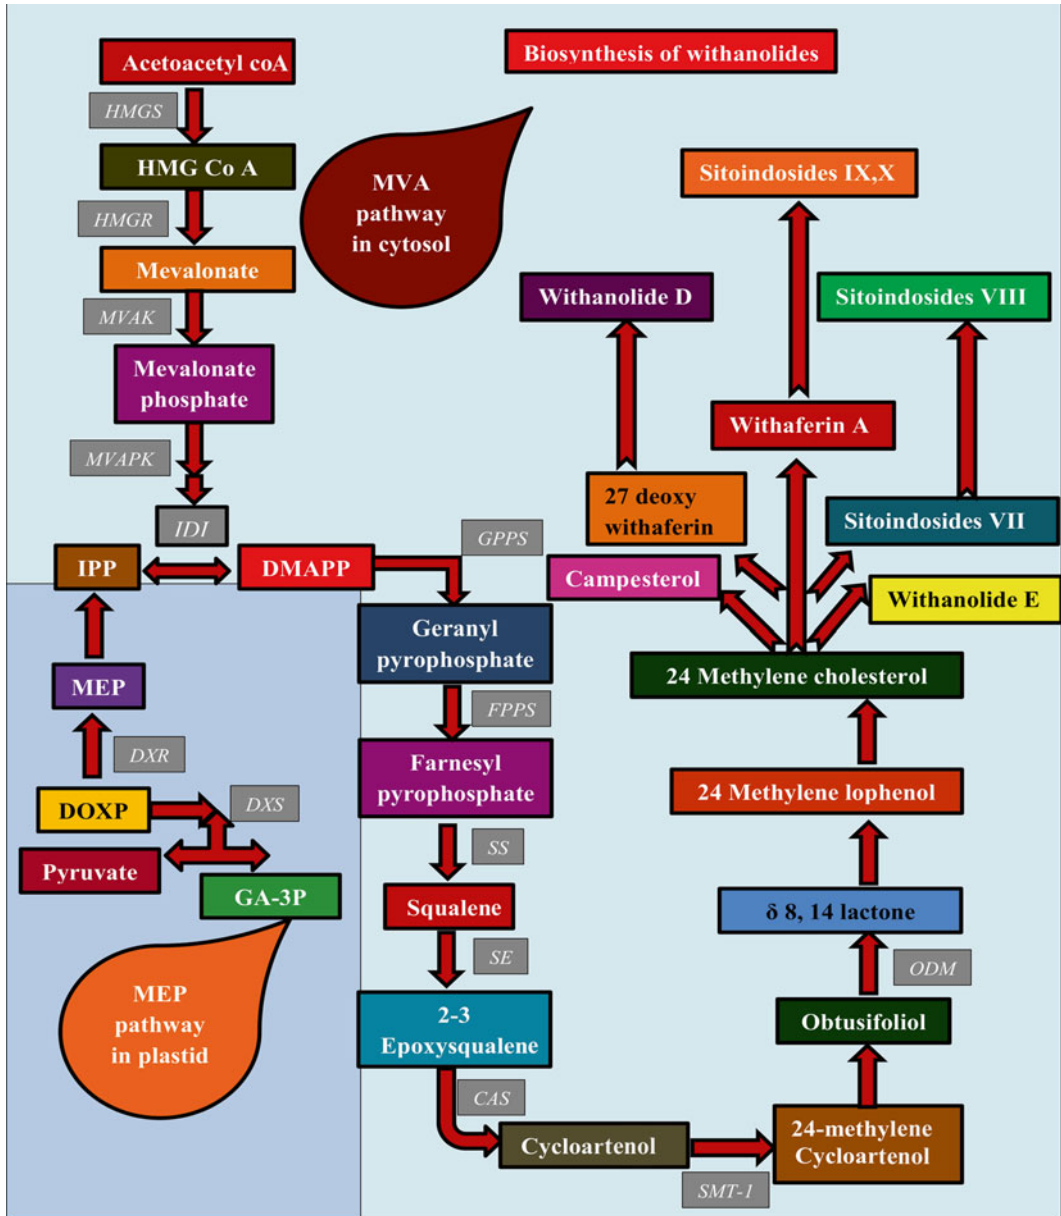 Biosynthesis of withanolides
Acetoacetyl coA
HMGS
HMG Co A
HMGR
Mevalonate
MVAK
Mevalonate
phosphate
MVAPK
IDI
IPP
DMAPP
MVA
pathway
in cytosol
MEP
DXR
DOXP
DXS
Pyruvate
GA-3P
MEP
pathway
in plastid
GPPS
Geranyl
pyrophosphate
FPPS
Farnesyl
pyrophosphate
SS
Squalene
SE
2-3
Epoxysqualene
CAS
Cycloartenol
SMT-1
24-methylene
Cycloartenol
Obtusifoliol
ODM
δ 8, 14 lactone
24 Methylene lophenol
24 Methylene cholesterol
Campesterol
Withanolide E
27 deoxy
withaferin
Sitoindosides VII
Withaferin A
Withanolide D
Sitoindosides VIII
Sitoindosides IX,X